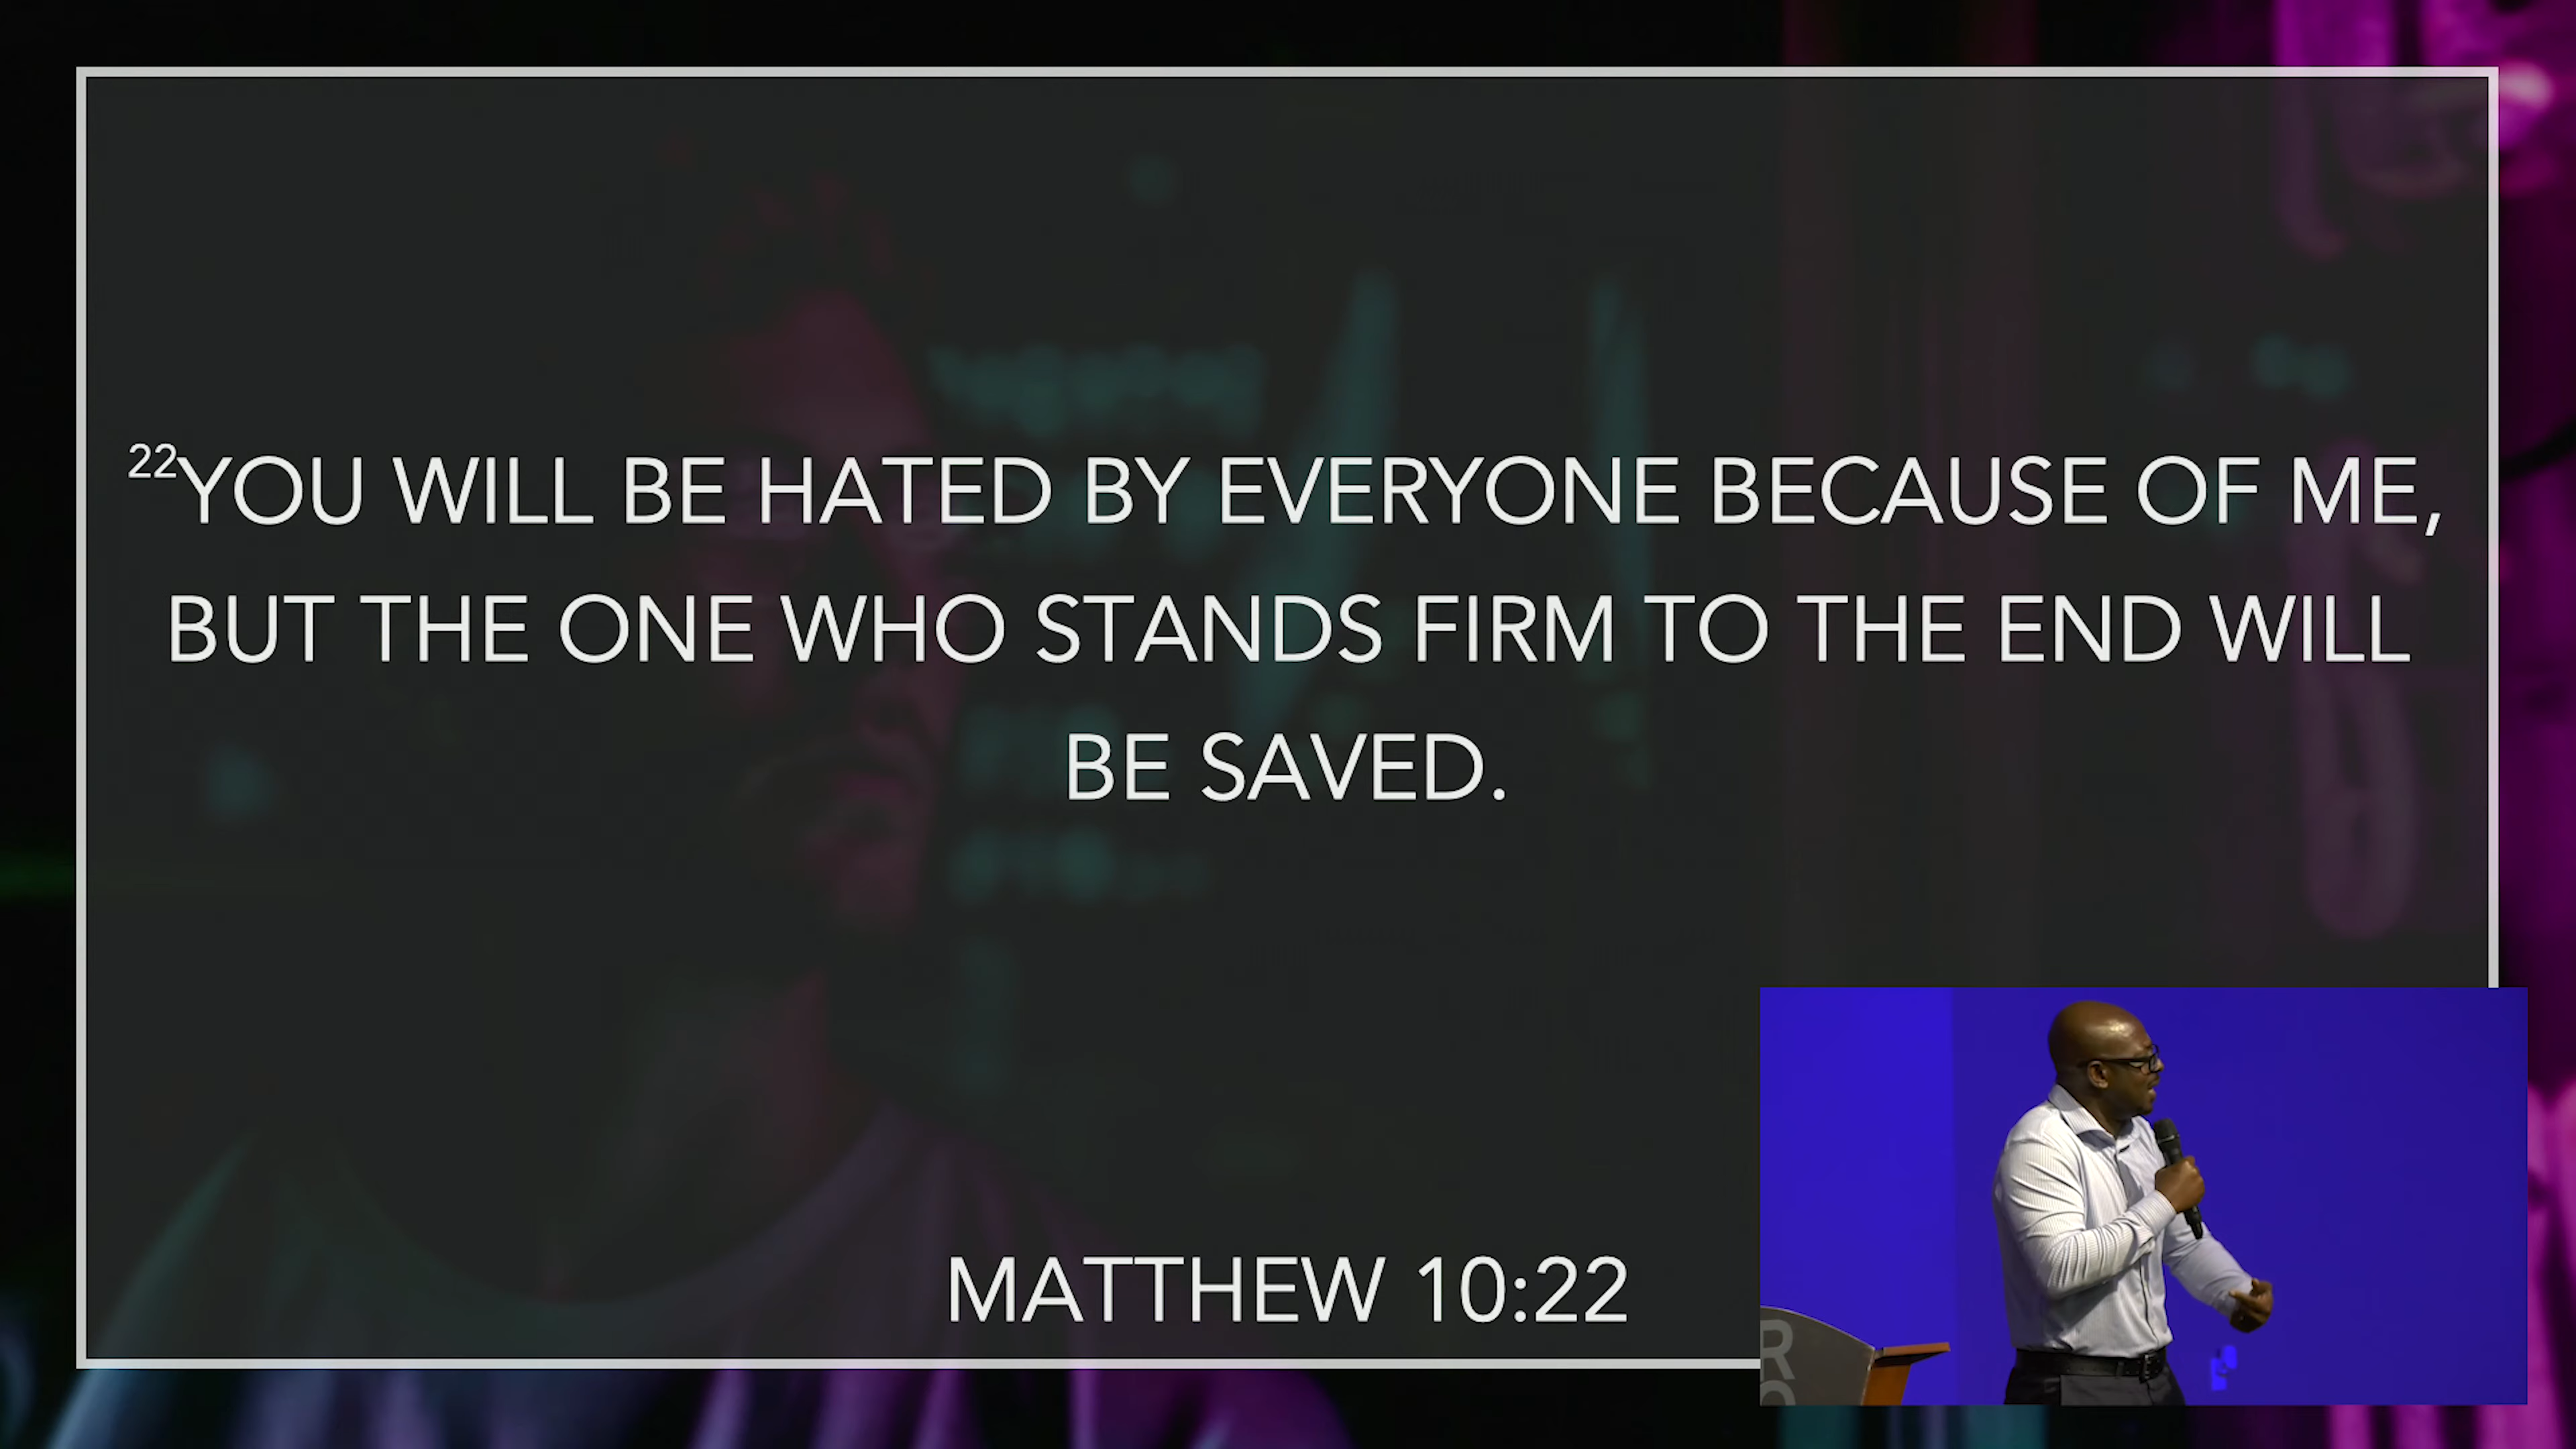 22YOU WILL BE HATED BY EVERYONE BECAUSE OF ME,
BUT THE ONE WHO STANDS FIRM TO THE END WILL
BE SAVED.
MATTHEW 10:22
R